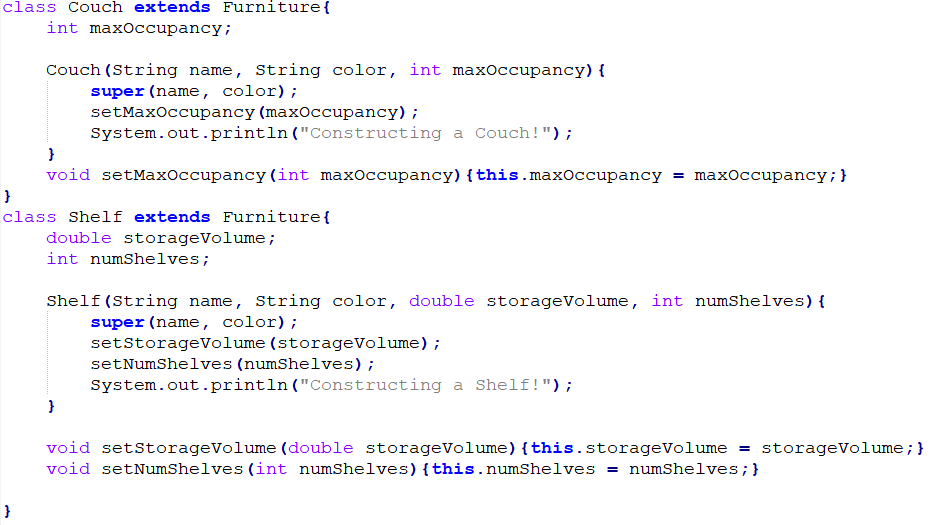 class Couch extends Furniture{
    int maxOccupancy;

    Couch(String name, String color, int maxOccupancy){
        super(name, color);
        setMaxOccupancy(maxOccupancy);
        System.out.println("Constructing a Couch!");
    }
    void setMaxOccupancy(int maxOccupancy){this.maxOccupancy = maxOccupancy;}
}
class Shelf extends Furniture{
    double storageVolume;
    int numShelves;

    Shelf(String name, String color, double storageVolume, int numShelves){
        super(name, color);
        setStorageVolume(storageVolume);
        setNumShelves(numShelves);
        System.out.println("Constructing a Shelf!");
    }

    void setStorageVolume(double storageVolume){this.storageVolume = storageVolume;}
    void setNumShelves(int numShelves){this.numShelves = numShelves;}

}